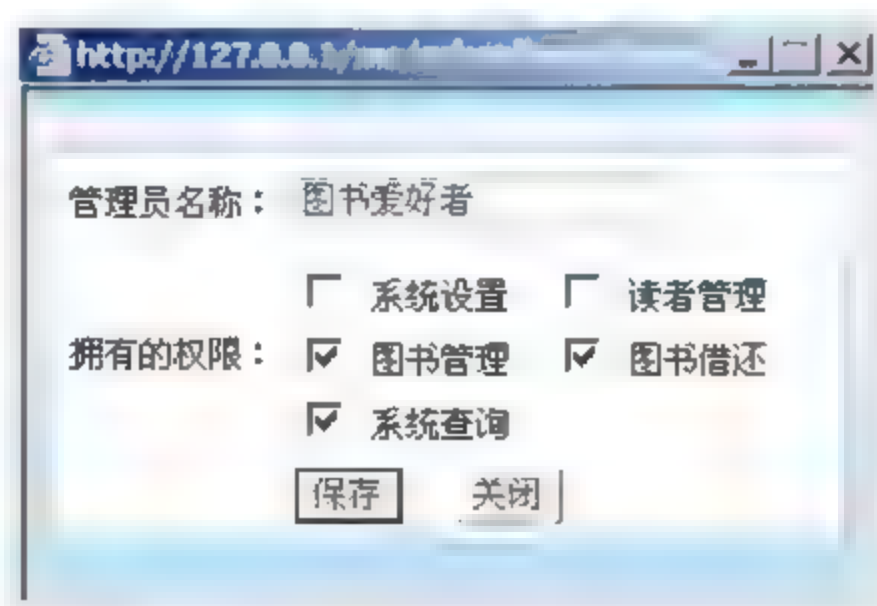 http://127.0.0.1/
管理员名称： 图书爱好者
系统设置 读者管理
拥有的权限： 图书管理 图书借还
系统查询
保存 关闭